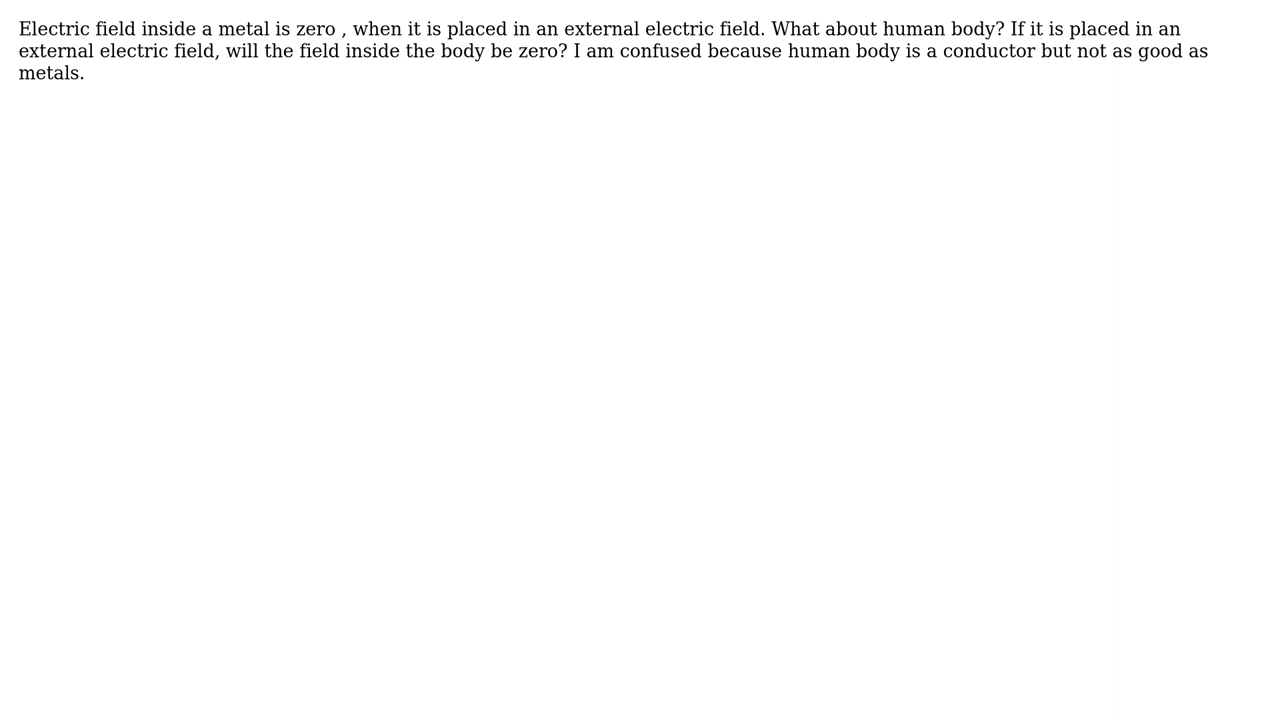 Electric field inside a metal is zero , when it is placed in an external electric field. What about human body? If it is placed in an
external electric field, will the field inside the body be zero? I am confused because human body is a conductor but not as good as
metals.